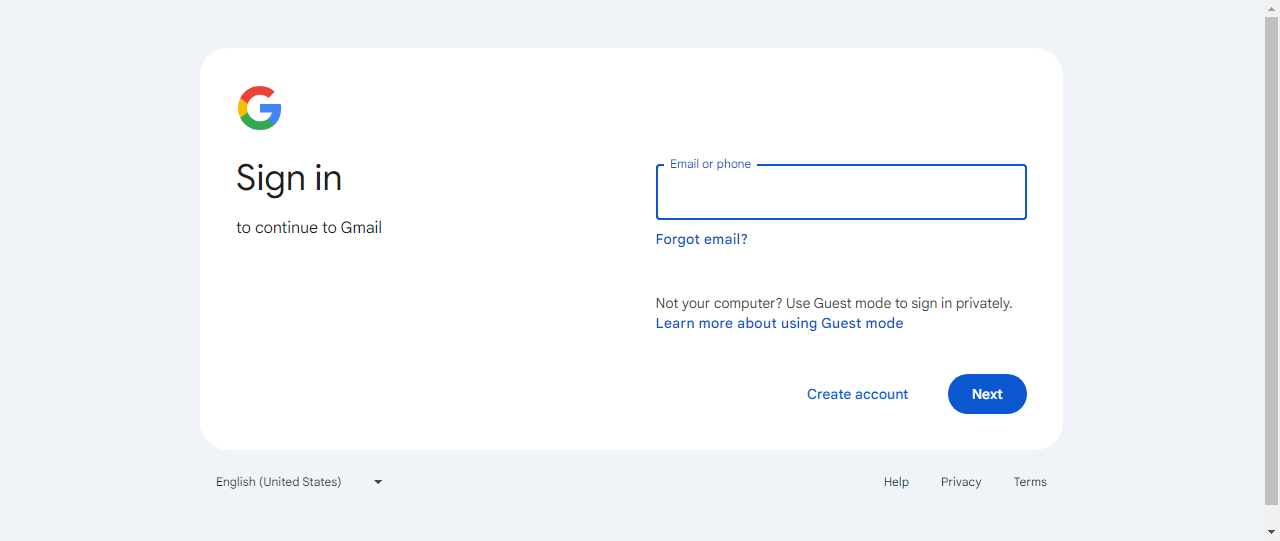 Sign in
to continue to Gmail
Email or phone
Forgot email?
Not your computer? Use Guest mode to sign in privately.
Learn more about using Guest mode
Create account
Next
English (United States)
Help
Privacy
Terms